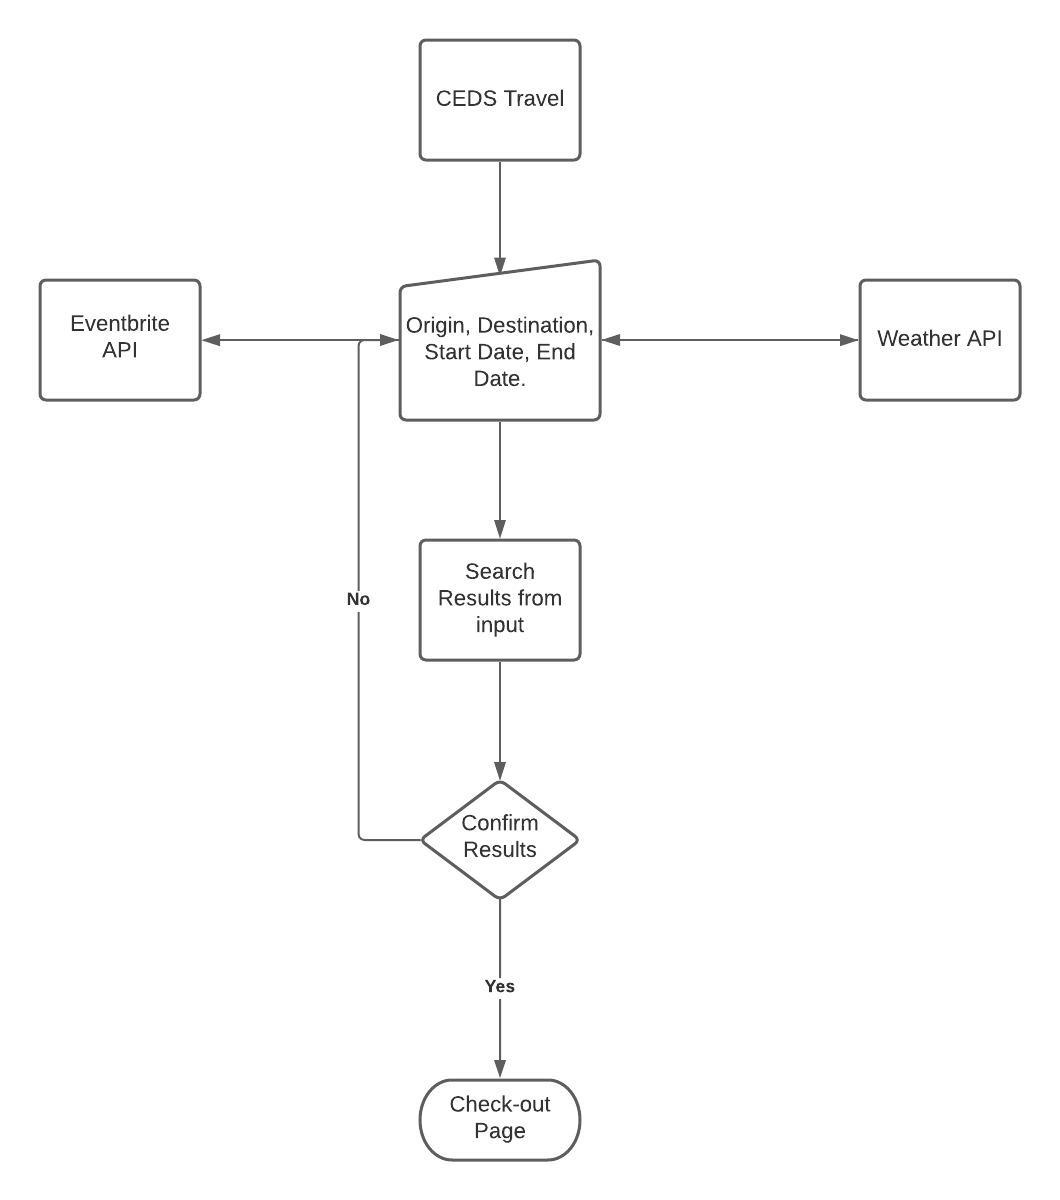 CEDS Travel
Eventbrite
API
Origin, Destination,
Start Date, End
Date.
Weather API
Search
Results from
input
No
Confirm
Results
Yes
Check-out
Page